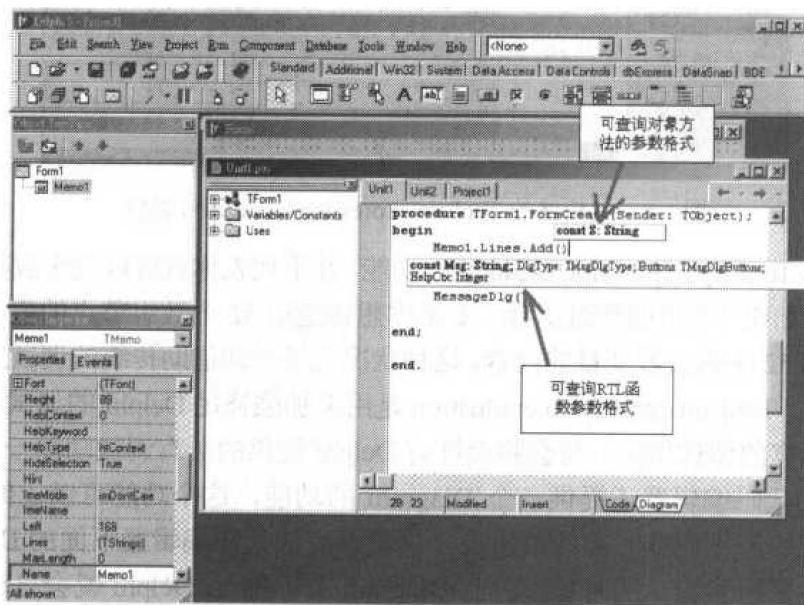 File Edit Search View Project Run Component Database Tools Window Help <None>
Standard Additional Win32 System Data Access Data Controls dbExpress DataSnap BDE
可查询对象方
法的参数格式
Form1
Memo1
TForm1
Variables/Constants
Uses
Unit1 Unit2 Project1
procedure TForm1.FormCreate(Sender: TObject);
begin
const S: String
Memo1.Lines.Add()
const Msg: String; DlgType: TMsgDlgType; Buttons: TMsgDlgButtons;
HelpCtx: Integer
MessageDlg(
end;
end.
可查询RTL函
数参数格式
Memo1 TMemo
Properties Events
Font (TFont)
Height 89
HelpContext 0
HelpKeyword
HelpType htContext
HideSelection True
Hint
ImeMode imDontCare
ImeName
Left 168
Lines (TStrings)
MaxLength 0
Name Memo1
All shown
Modified Insert Code Diagram